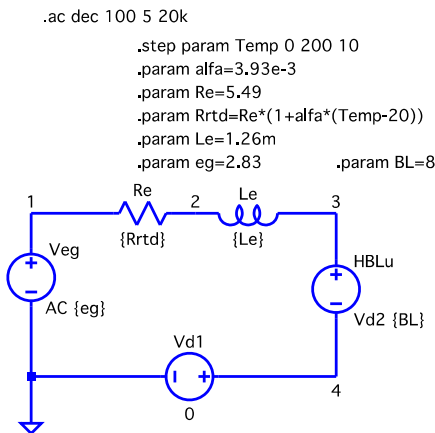 .ac dec 100 5 20k
.step param Temp 0 200 10
.param alfa=3.93e-3
.param Re=5.49
.param Rrtd=Re*(1+alfa*(Temp-20))
.param Le=1.26m
.param eg=2.83 .param BL=8
1 Re 2 Le 3
{Rrtd} {Le}
Veg HBLu
AC {eg} Vd2 {BL}
Vd1
4
0